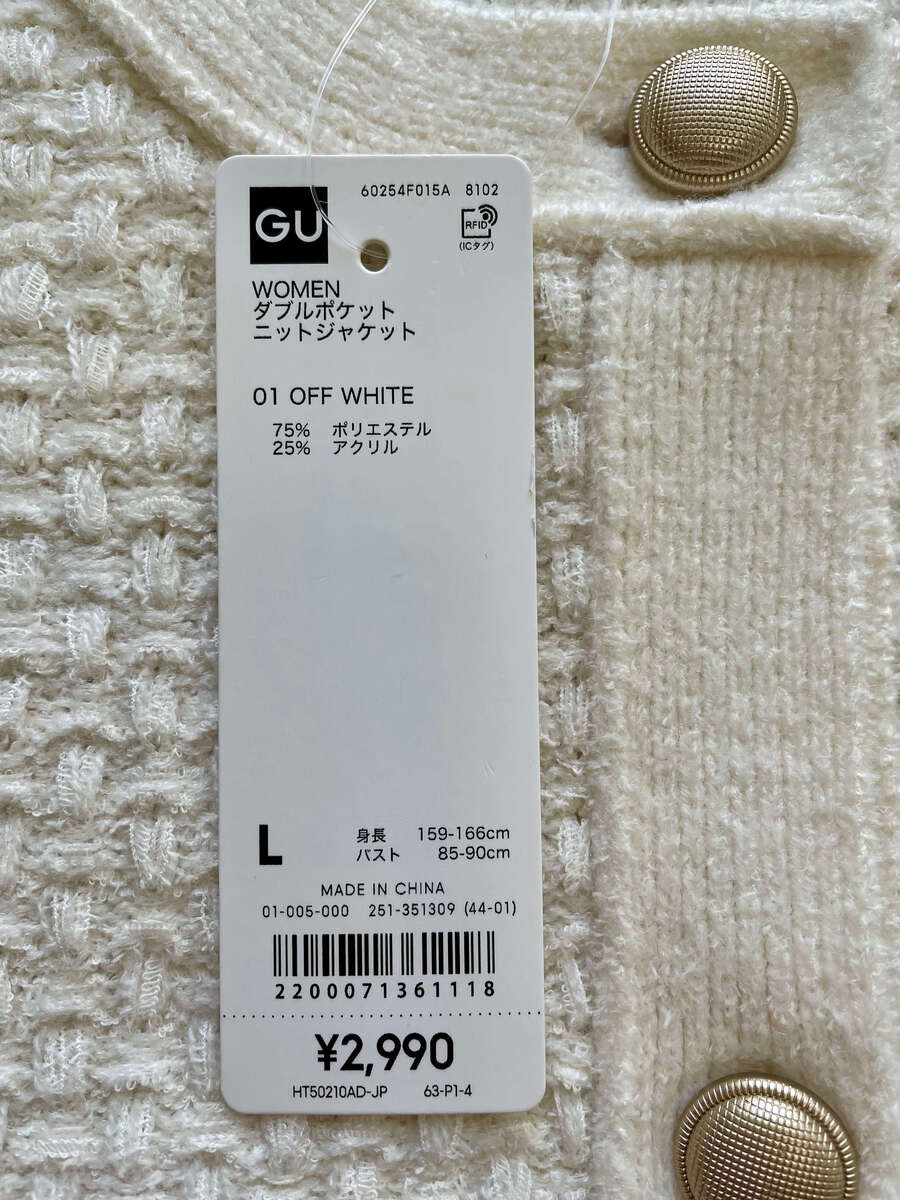 60254F015A 8102
GU
RFID
(ICタグ)
WOMEN
ダブルポケット
ニットジャケット
01 OFF WHITE
75% ポリエステル
25% アクリル
L
身長 159-166cm
バスト 85-90cm
MADE IN CHINA
01-005-000 251-351309 (44-01)
2200071361118
¥2,990
HT50210AD-JP 63-P1-4